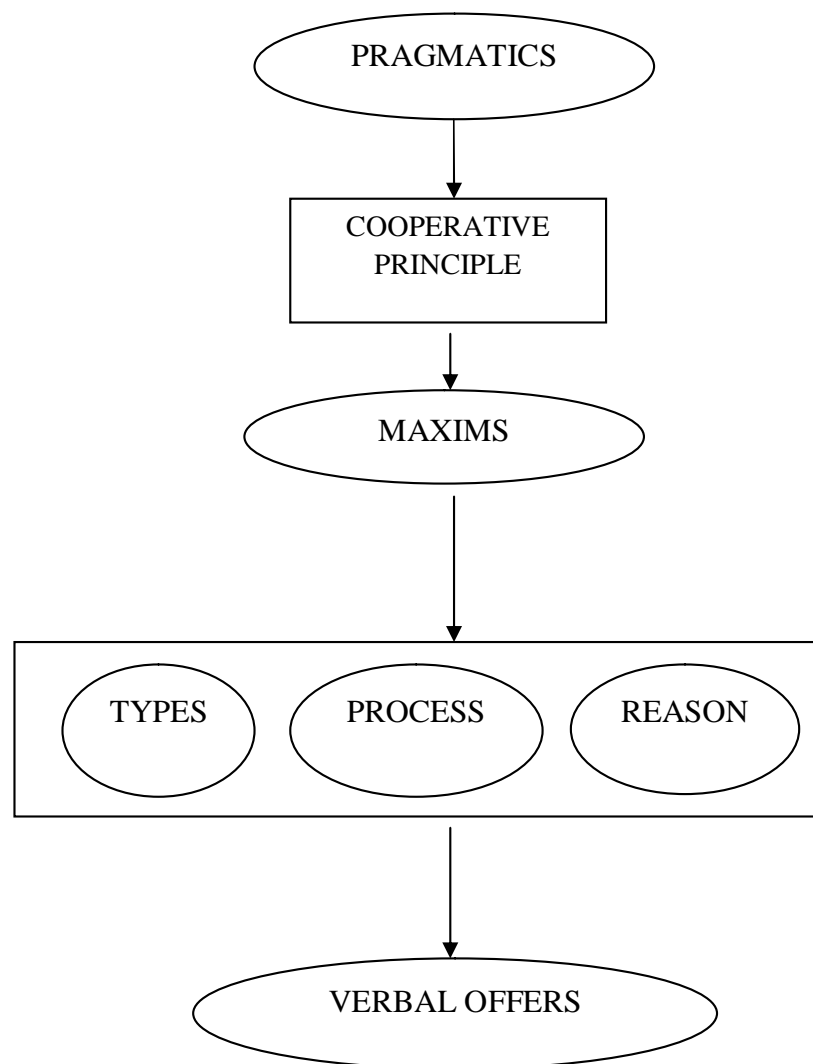 PRAGMATICS
COOPERATIVE
PRINCIPLE
MAXIMS
TYPES PROCESS REASON
VERBAL OFFERS